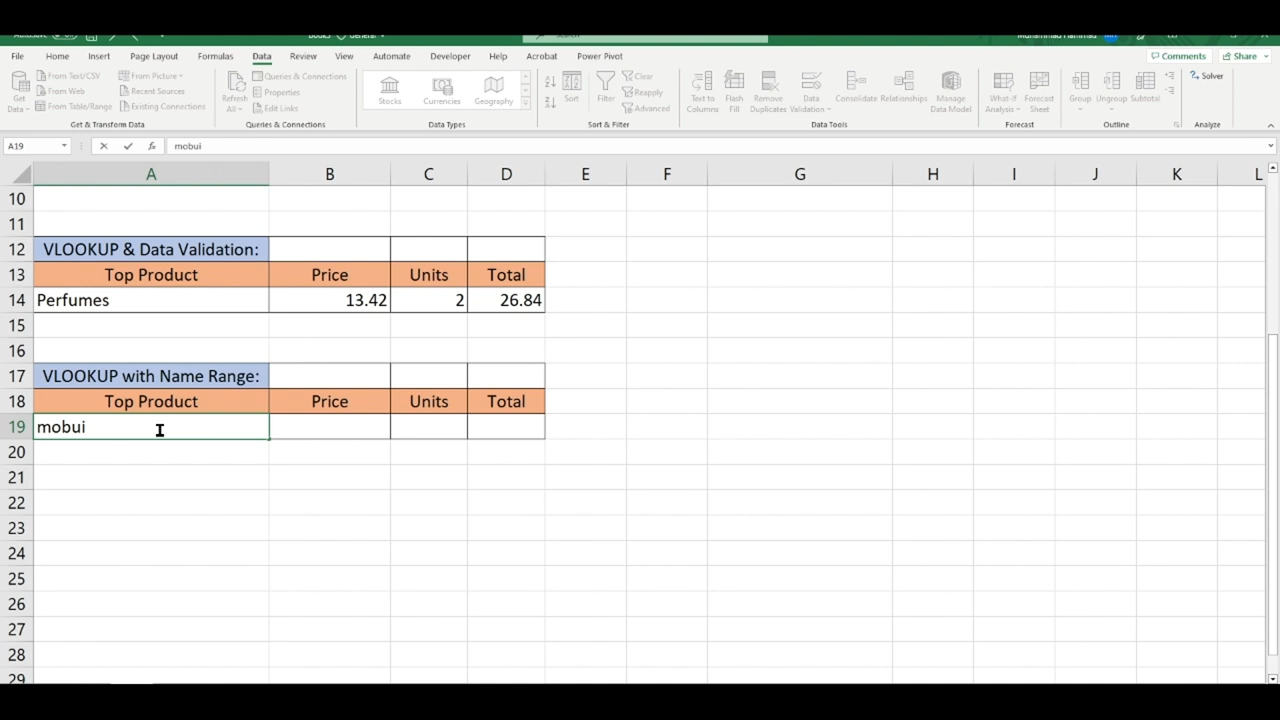 File Home Insert Page Layout Formulas Data Review View Automate Developer Help Acrobat Power Pivot Comments Share
Get Data From Text/CSV From Web From Table/Range From Picture Recent Sources Existing Connections
Refresh All Queries & Connections Properties Edit Links
Stocks Currencies Geography
Sort Filter Clear Reapply Advanced
Text to Columns Flash Fill Remove Duplicates Data Validation Consolidate Relationships Manage Data Model
What-If Analysis Forecast Sheet Group Ungroup Subtotal Solver
Get & Transform Data Queries & Connections Data Types Sort & Filter Data Tools Forecast Outline Analyze
A19 fx mobui
A B C D E F G H I J K L
10
11
12 VLOOKUP & Data Validation:
13 Top Product Price Units Total
14 Perfumes 13.42 2 26.84
15
16
17 VLOOKUP with Name Range:
18 Top Product Price Units Total
19 mobui
20
21
22
23
24
25
26
27
28
29